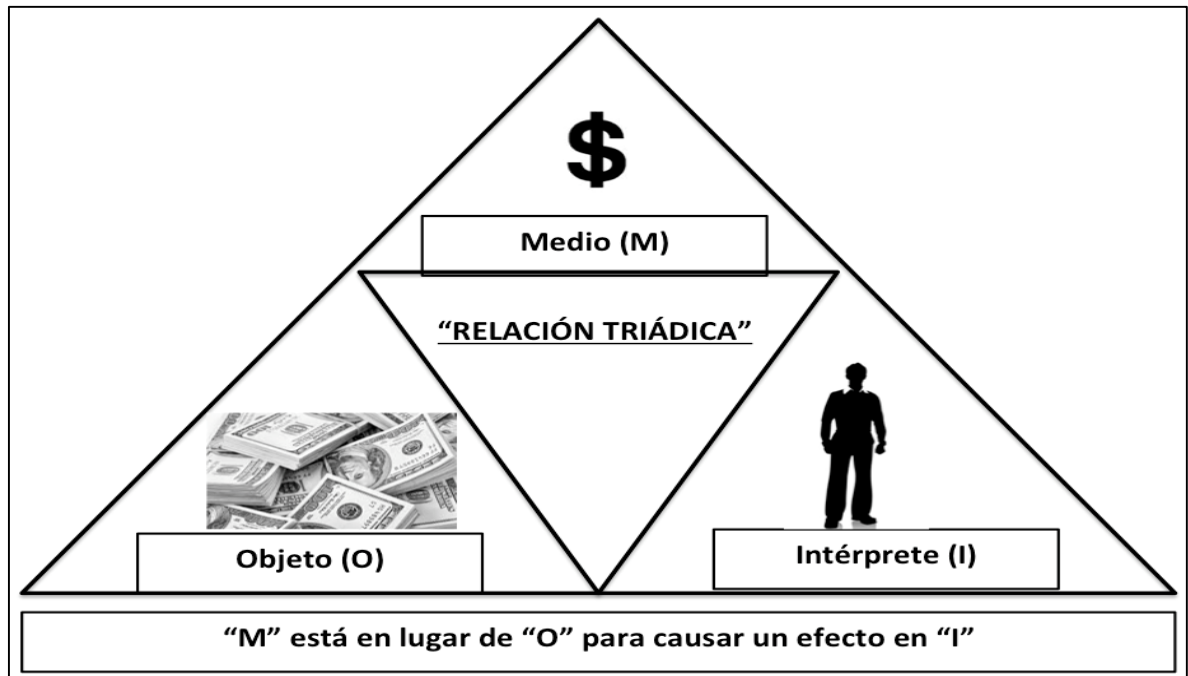 $
Medio (M)
“RELACIÓN TRIÁDICA”
Objeto (O)
Intérprete (I)
“M” está en lugar de “O” para causar un efecto en “I”